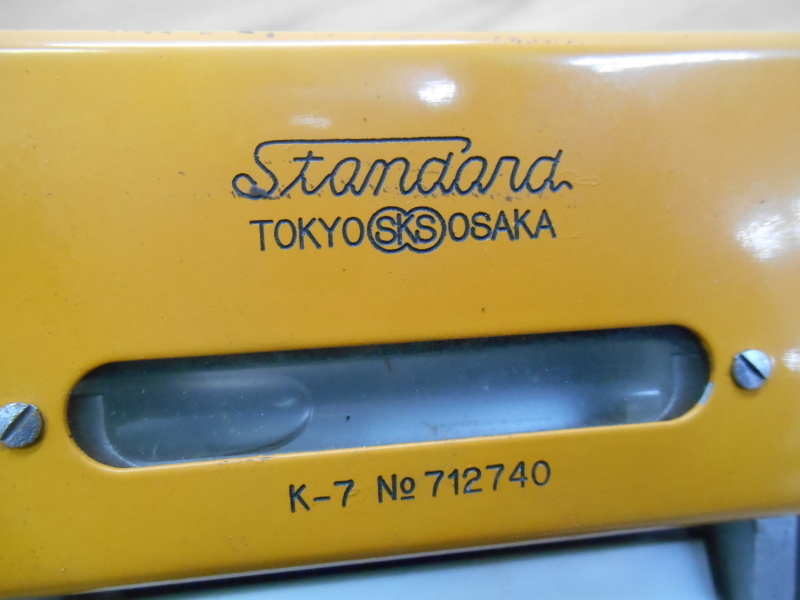 Standard
TOKYO SKS OSAKA
K-7 No 712740